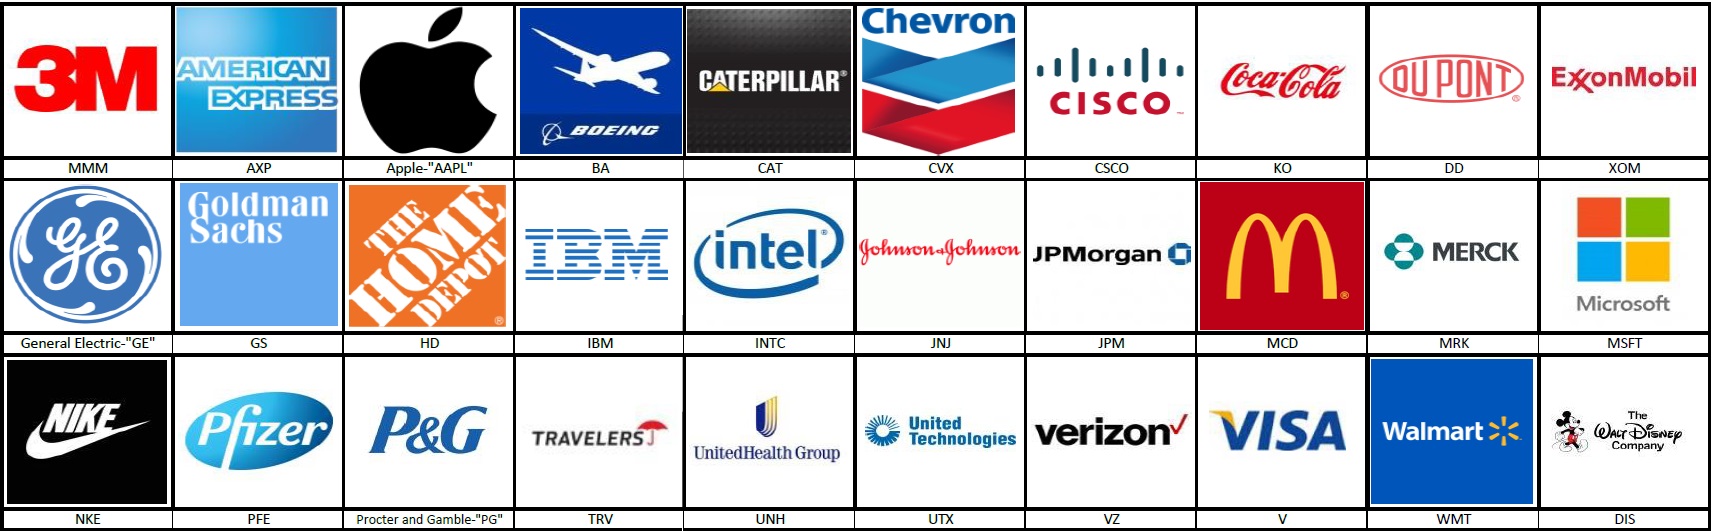 3M
AMERICAN
EXPRESS
BOEING
CATERPILLAR®
Chevron
CISCO™
Coca-Cola
DU PONT®
ExxonMobil
MMM
AXP
Apple-"AAPL"
BA
CAT
CVX
CSCO
KO
DD
XOM
GE
Goldman
Sachs
THE
HOME
DEPOT
®
IBM
intel®
Johnson&Johnson
JPMorgan
M®
MERCK
Microsoft
General Electric-"GE"
GS
HD
IBM
INTC
JNJ
JPM
MCD
MRK
MSFT
NIKE
Pfizer
P&G
TRAVELERS
UnitedHealth Group
United
Technologies
verizon
VISA
Walmart
The
WALT DISNEY
Company
NKE
PFE
Procter and Gamble-"PG"
TRV
UNH
UTX
VZ
V
WMT
DIS